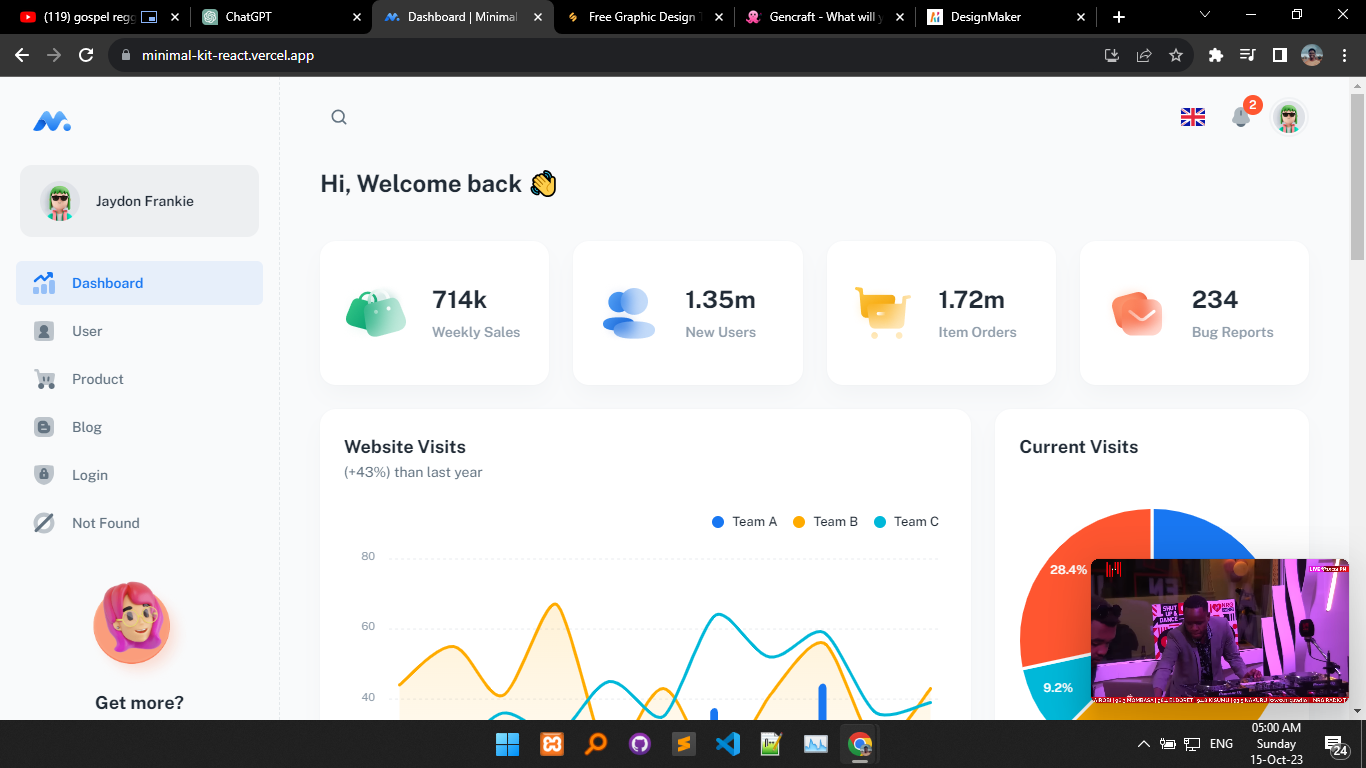 (119) gospel regg
ChatGPT
Dashboard | Minimal
Free Graphic Design T
Gencraft - What will y
DesignMaker
minimal-kit-react.vercel.app
2
Jaydon Frankie
Dashboard
User
Product
Blog
Login
Not Found
Get more?
Hi, Welcome back
714k
Weekly Sales
1.35m
New Users
1.72m
Item Orders
234
Bug Reports
Website Visits
(+43%) than last year
Team A
Team B
Team C
80
60
40
Current Visits
28.4%
9.2%
SHUT
UP &
DANCE
ENG
05:00 AM
Sunday
15-Oct-23
24